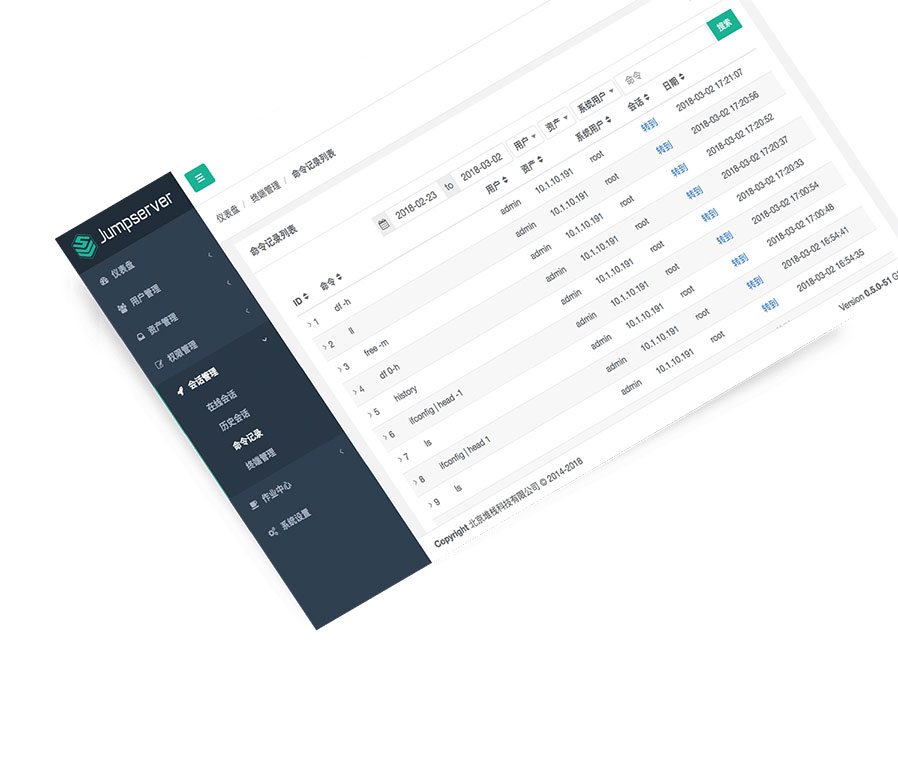 Jumpserver
仪表盘
用户管理
资产管理
权限管理
会话管理
在线会话
历史会话
命令记录
终端管理
作业中心
系统设置
仪表盘 / 终端管理 / 命令记录列表
命令记录列表
2018-02-23 to 2018-03-02 用户 资产 系统用户 命令 搜索
ID 命令 用户 资产 系统用户 会话 日期
1 df -h admin 10.1.10.191 root 转到 2018-03-02 17:21:07
2 ll admin 10.1.10.191 root 转到 2018-03-02 17:20:56
3 free -m admin 10.1.10.191 root 转到 2018-03-02 17:20:52
4 df 0-h admin 10.1.10.191 root 转到 2018-03-02 17:20:37
5 history admin 10.1.10.191 root 转到 2018-03-02 17:20:33
6 ifconfig | head -1 admin 10.1.10.191 root 转到 2018-03-02 17:00:54
7 ls admin 10.1.10.191 root 转到 2018-03-02 17:00:48
8 ifconfig | head 1 admin 10.1.10.191 root 转到 2018-03-02 16:54:41
9 ls admin 10.1.10.191 root 转到 2018-03-02 16:54:35
Copyright 北京堆栈科技有限公司 © 2014-2018
Version 0.5.0-51